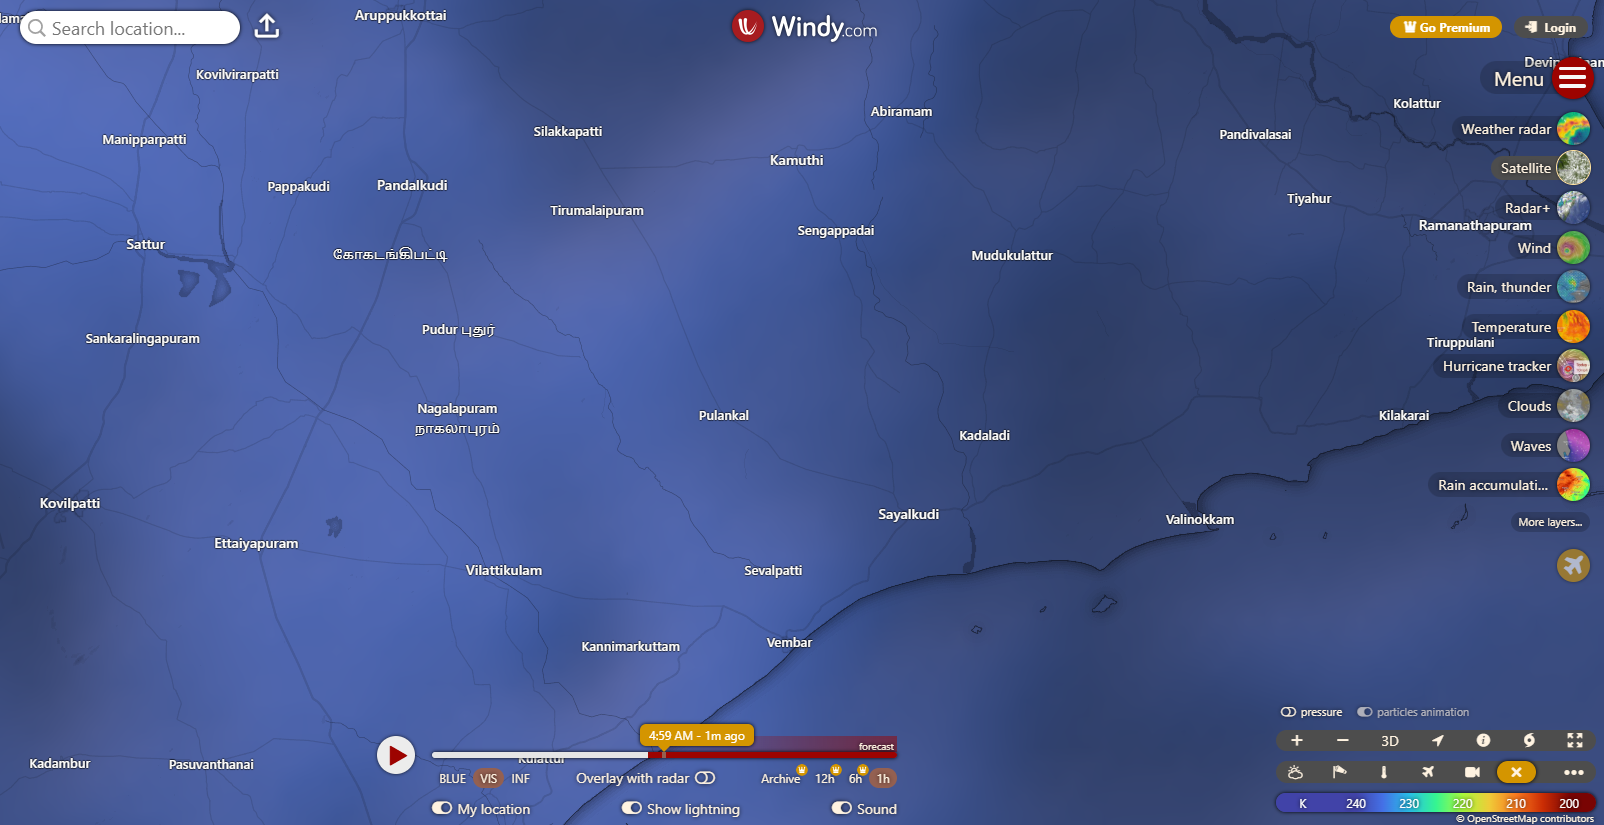 Aruppukkottai
Search location...
Windy.com
Go Premium
Login
Kovilvirarpatti
Menu
Abiramam
Kolattur
Manipparpatti
Silakkapatti
Pandivalasai
Weather radar
Kamuthi
Satellite
Pappakudi
Pandalkudi
Tirumalaipuram
Tiyahur
Radar+
Ramanathapuram
Sengappadai
Sattur
Wind
கோகடங்கிபட்டி
Mudukulattur
Rain, thunder
Pudur புதூர்
Temperature
Sankaralingapuram
Tiruppulani
Hurricane tracker
Nagalapuram
நாகலாபுரம்
Pulankal
Clouds
Kilakarai
Kadaladi
Waves
Rain accumulati...
Kovilpatti
Sayalkudi
Valinokkam
More layers...
Ettaiyapuram
Vilattikulam
Sevalpatti
Kannimarkuttam
Vembar
pressure
particles animation
4:59 AM - 1m ago
forecast
+ − 3D
Kadambur
Pasuvanthanai
BLUE VIS INF
Overlay with radar
Archive 12h 6h 1h
My location
Show lightning
Sound
K 240 230 220 210 200
© OpenStreetMap contributors